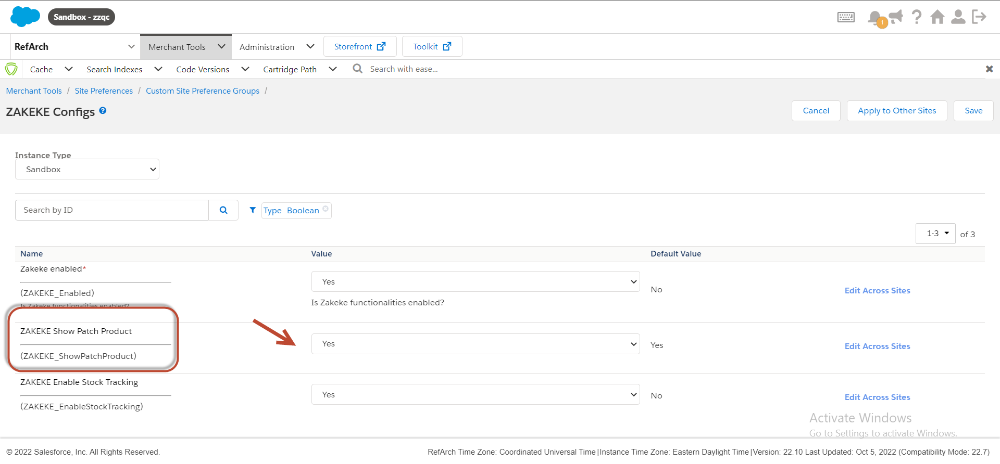 Sandbox - zzqc
1
RefArch
Merchant Tools
Administration
Storefront
Toolkit
Cache
Search Indexes
Code Versions
Cartridge Path
Search with ease...
Merchant Tools / Site Preferences / Custom Site Preference Groups /
ZAKEKE Configs ?
Cancel
Apply to Other Sites
Save
Instance Type
Sandbox
Search by ID
Type Boolean
1-3 of 3
Name Value Default Value
Zakeke enabled*
Yes
No
Edit Across Sites
(ZAKEKE_Enabled)
Is Zakeke functionalities enabled?
Is Zakeke functionalities enabled?
ZAKEKE Show Patch Product
Yes
Yes
Edit Across Sites
(ZAKEKE_ShowPatchProduct)
ZAKEKE Enable Stock Tracking
Yes
No
Edit Across Sites
(ZAKEKE_EnableStockTracking)
Activate Windows
Go to Settings to activate Windows.
© 2022 Salesforce, Inc. All Rights Reserved.
RefArch Time Zone: Coordinated Universal Time|Instance Time Zone: Eastern Daylight Time|Version: 22.10 Last Updated: Oct 5, 2022 (Compatibility Mode: 22.7)